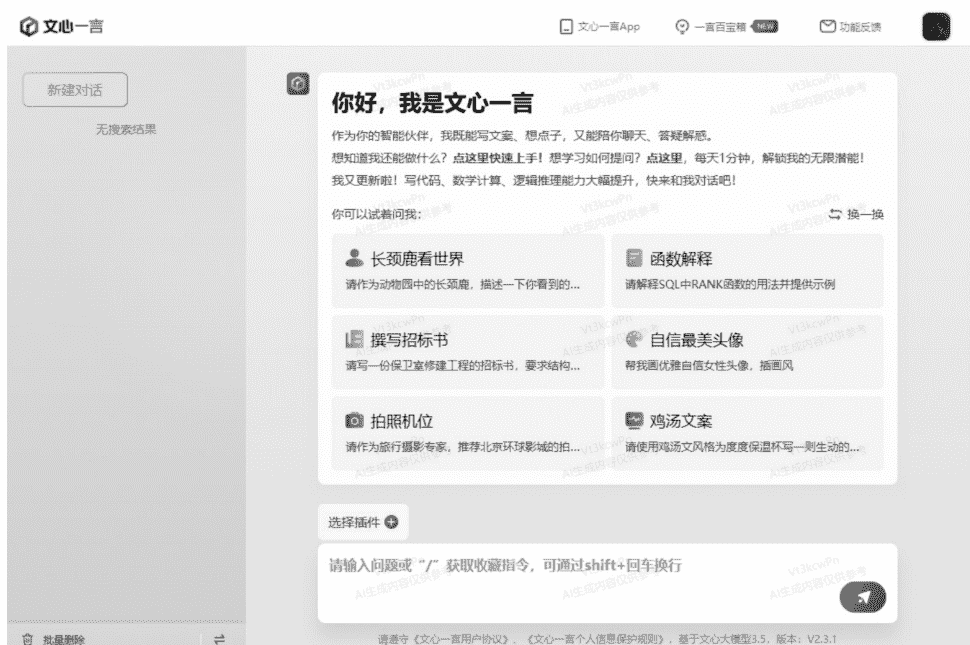 文心一言
文心一言App
一言百宝箱 NEW
功能反馈
新建对话
无搜索结果
你好，我是文心一言
作为你的智能伙伴，我既能写文案、想点子，又能陪你聊天、答疑解惑。
想知道我还能做什么？点这里快速上手！想学习如何提问？点这里，每天1分钟，解锁我的无限潜能！
我又更新啦！写代码、数学计算、逻辑推理能力大幅提升，快来和我对话吧！
你可以试着问我：
换一换
长颈鹿看世界
请作为动物园中的长颈鹿，描述一下你看到的...
函数解释
请解释SQL中RANK函数的用法并提供示例
撰写招标书
请写一份保卫室修建工程的招标书，要求结构...
自信最美头像
帮我画优雅自信女性头像，插画风
拍照机位
请作为旅行摄影专家，推荐北京环球影城的拍...
鸡汤文案
请使用鸡汤文风格为度度保温杯写一则生动的...
选择插件
请输入问题或“/”获取收藏指令，可通过shift+回车换行
批量删除
请遵守《文心一言用户协议》，《文心一言个人信息保护规则》，基于文心大模型3.5，版本：V2.3.1
Vt3kcwPn
AI生成内容仅供参考